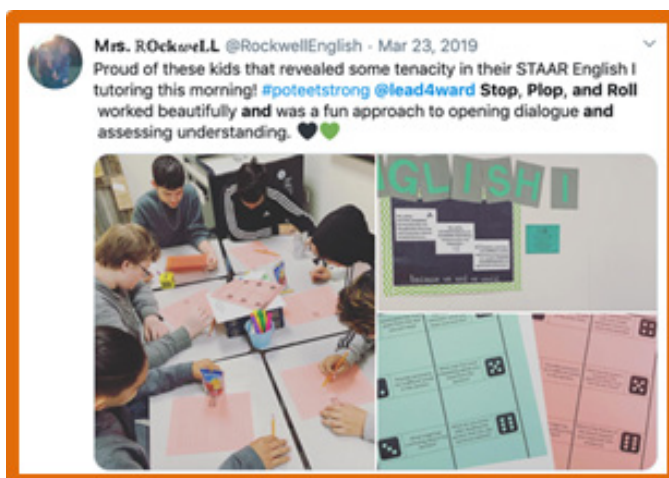 Mrs. ROckweLL @RockwellEnglish · Mar 23, 2019
Proud of these kids that revealed some tenacity in their STAAR English I
tutoring this morning! #poteetstrong @lead4ward Stop, Plop, and Roll
worked beautifully and was a fun approach to opening dialogue and
assessing understanding. 🖤💚
GLISH I